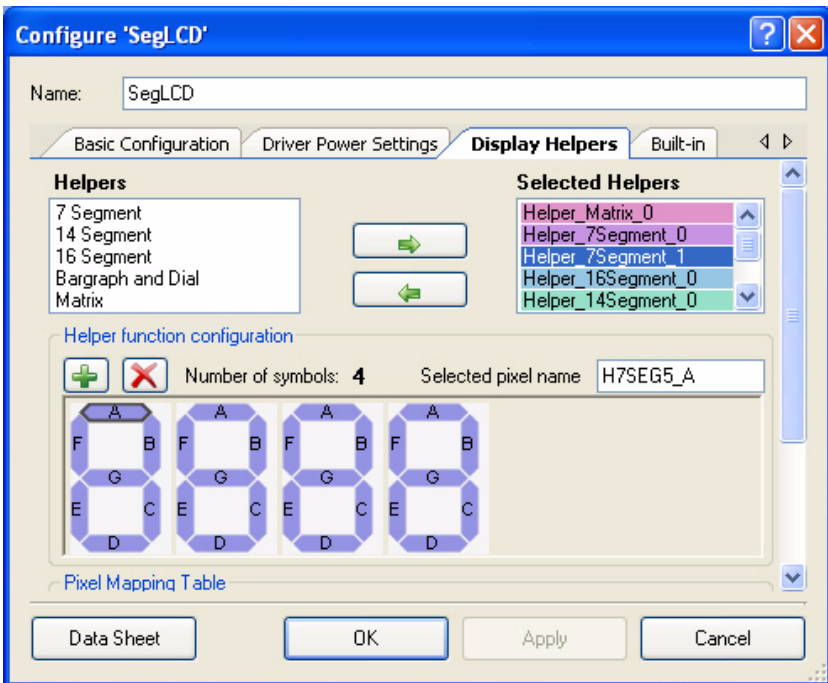 Configure 'SegLCD'
Name: SegLCD
Basic Configuration Driver Power Settings Display Helpers Built-in
Helpers Selected Helpers
7 Segment
14 Segment
16 Segment
Bargraph and Dial
Matrix
Helper_Matrix_0
Helper_7Segment_0
Helper_7Segment_1
Helper_16Segment_0
Helper_14Segment_0
Helper function configuration
Number of symbols: 4 Selected pixel name H7SEG5_A
A A A A
F B F B F B F B
G G G G
E C E C E C E C
D D D D
Pixel Mapping Table
Data Sheet OK Apply Cancel